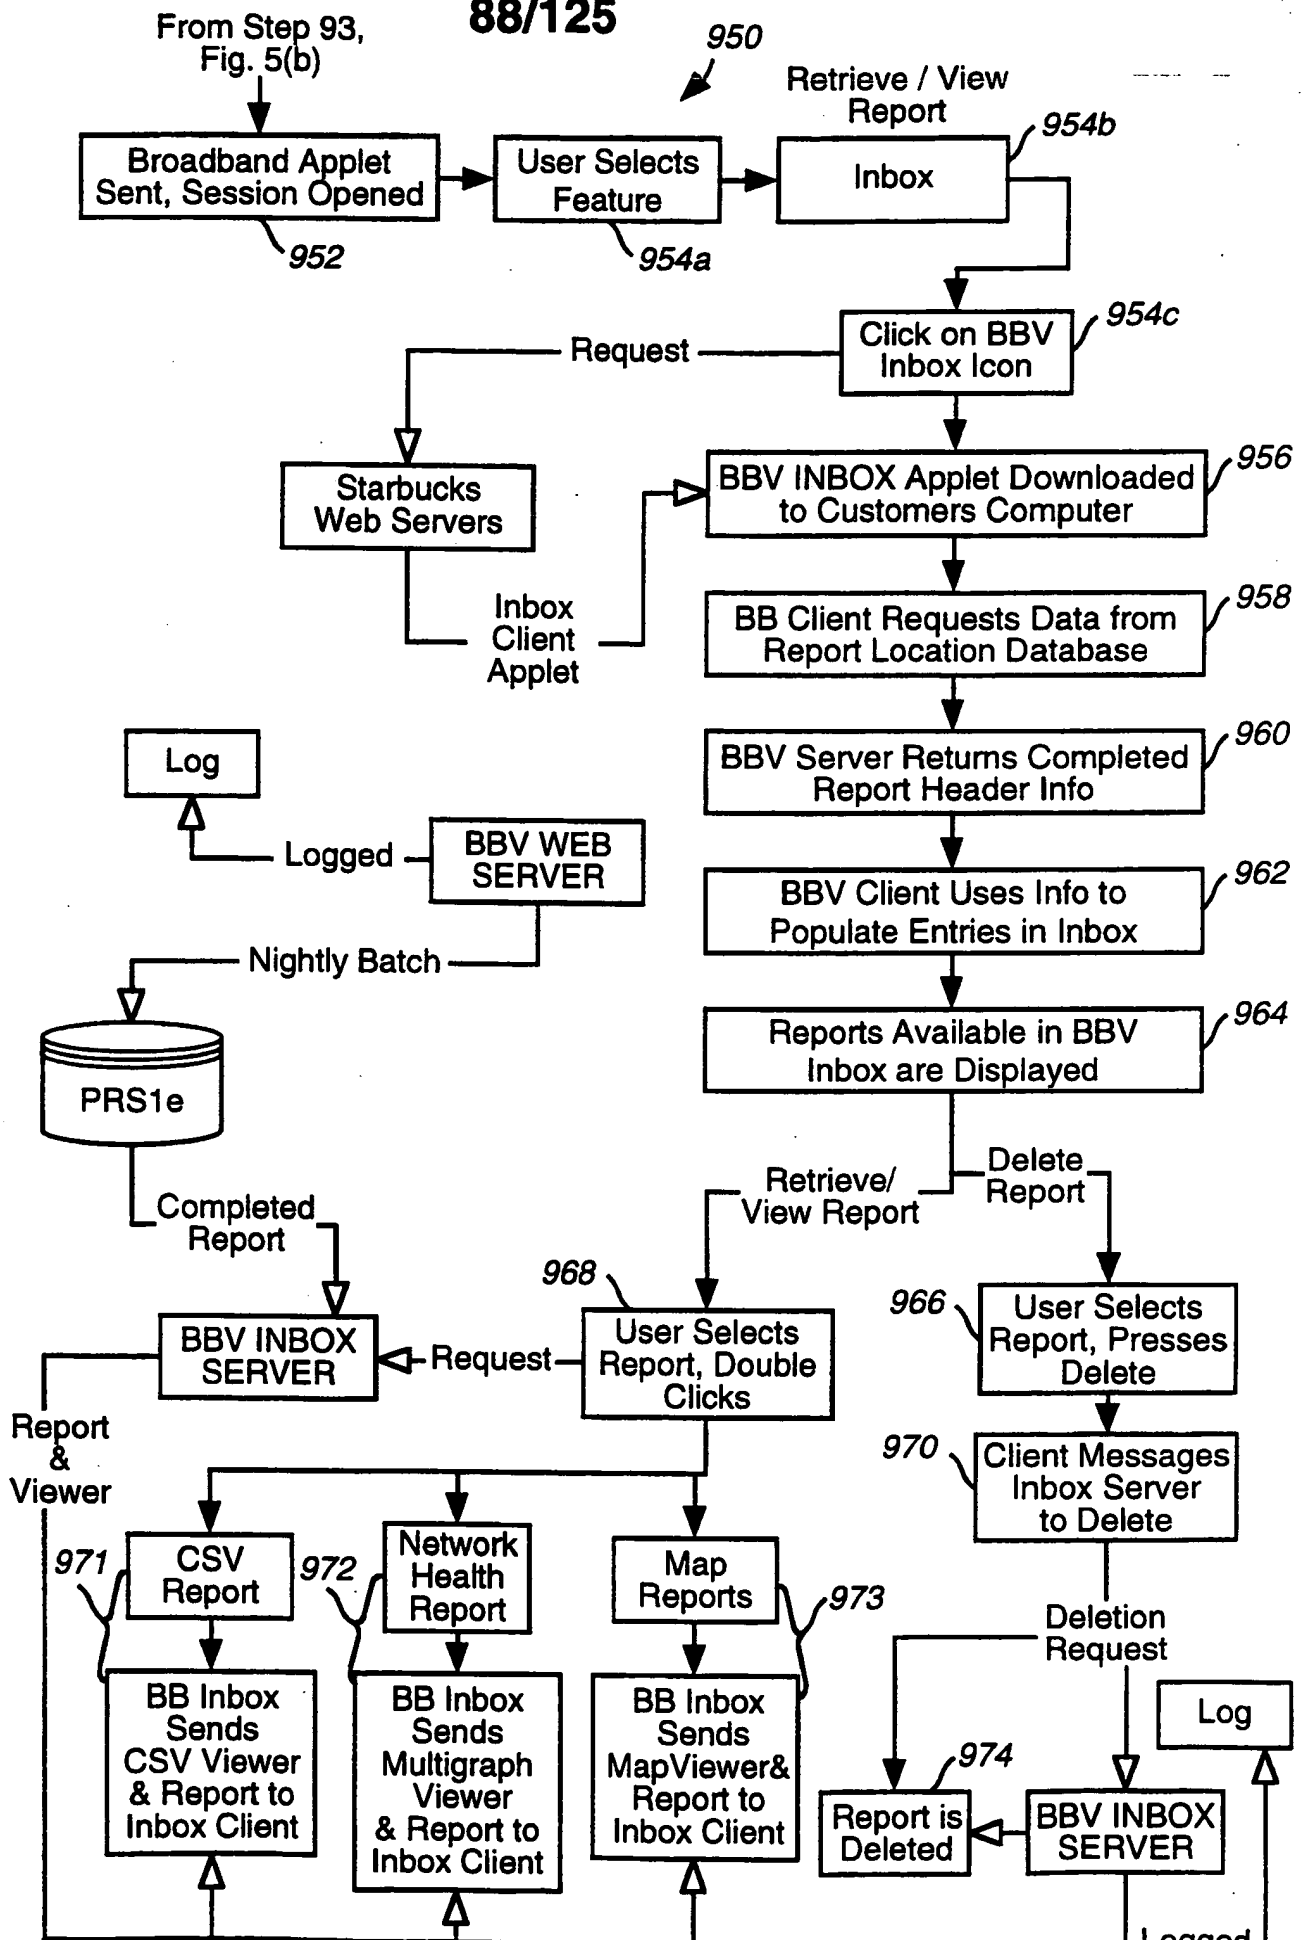 88/125
From Step 93,
Fig. 5(b)
950
Retrieve / View
Report
954b
Broadband Applet
Sent, Session Opened
952
User Selects
Feature
954a
Inbox
Click on BBV
Inbox Icon
954c
Request
Starbucks
Web Servers
BBV INBOX Applet Downloaded
to Customers Computer
956
Inbox
Client
Applet
BB Client Requests Data from
Report Location Database
958
Log
BBV Server Returns Completed
Report Header Info
960
Logged
BBV WEB
SERVER
BBV Client Uses Info to
Populate Entries in Inbox
962
Nightly Batch
Reports Available in BBV
Inbox are Displayed
964
PRS1e
Retrieve/
View Report
Delete
Report
Completed
Report
968
966
BBV INBOX
SERVER
Request
User Selects
Report, Double
Clicks
User Selects
Report, Presses
Delete
Report
&
Viewer
970
Client Messages
Inbox Server
to Delete
971
CSV
Report
972
Network
Health
Report
Map
Reports
973
Deletion
Request
BB Inbox
Sends
CSV Viewer
& Report to
Inbox Client
BB Inbox
Sends
Multigraph
Viewer
& Report to
Inbox Client
BB Inbox
Sends
MapViewer&
Report to
Inbox Client
974
Report is
Deleted
BBV INBOX
SERVER
Log
Logged